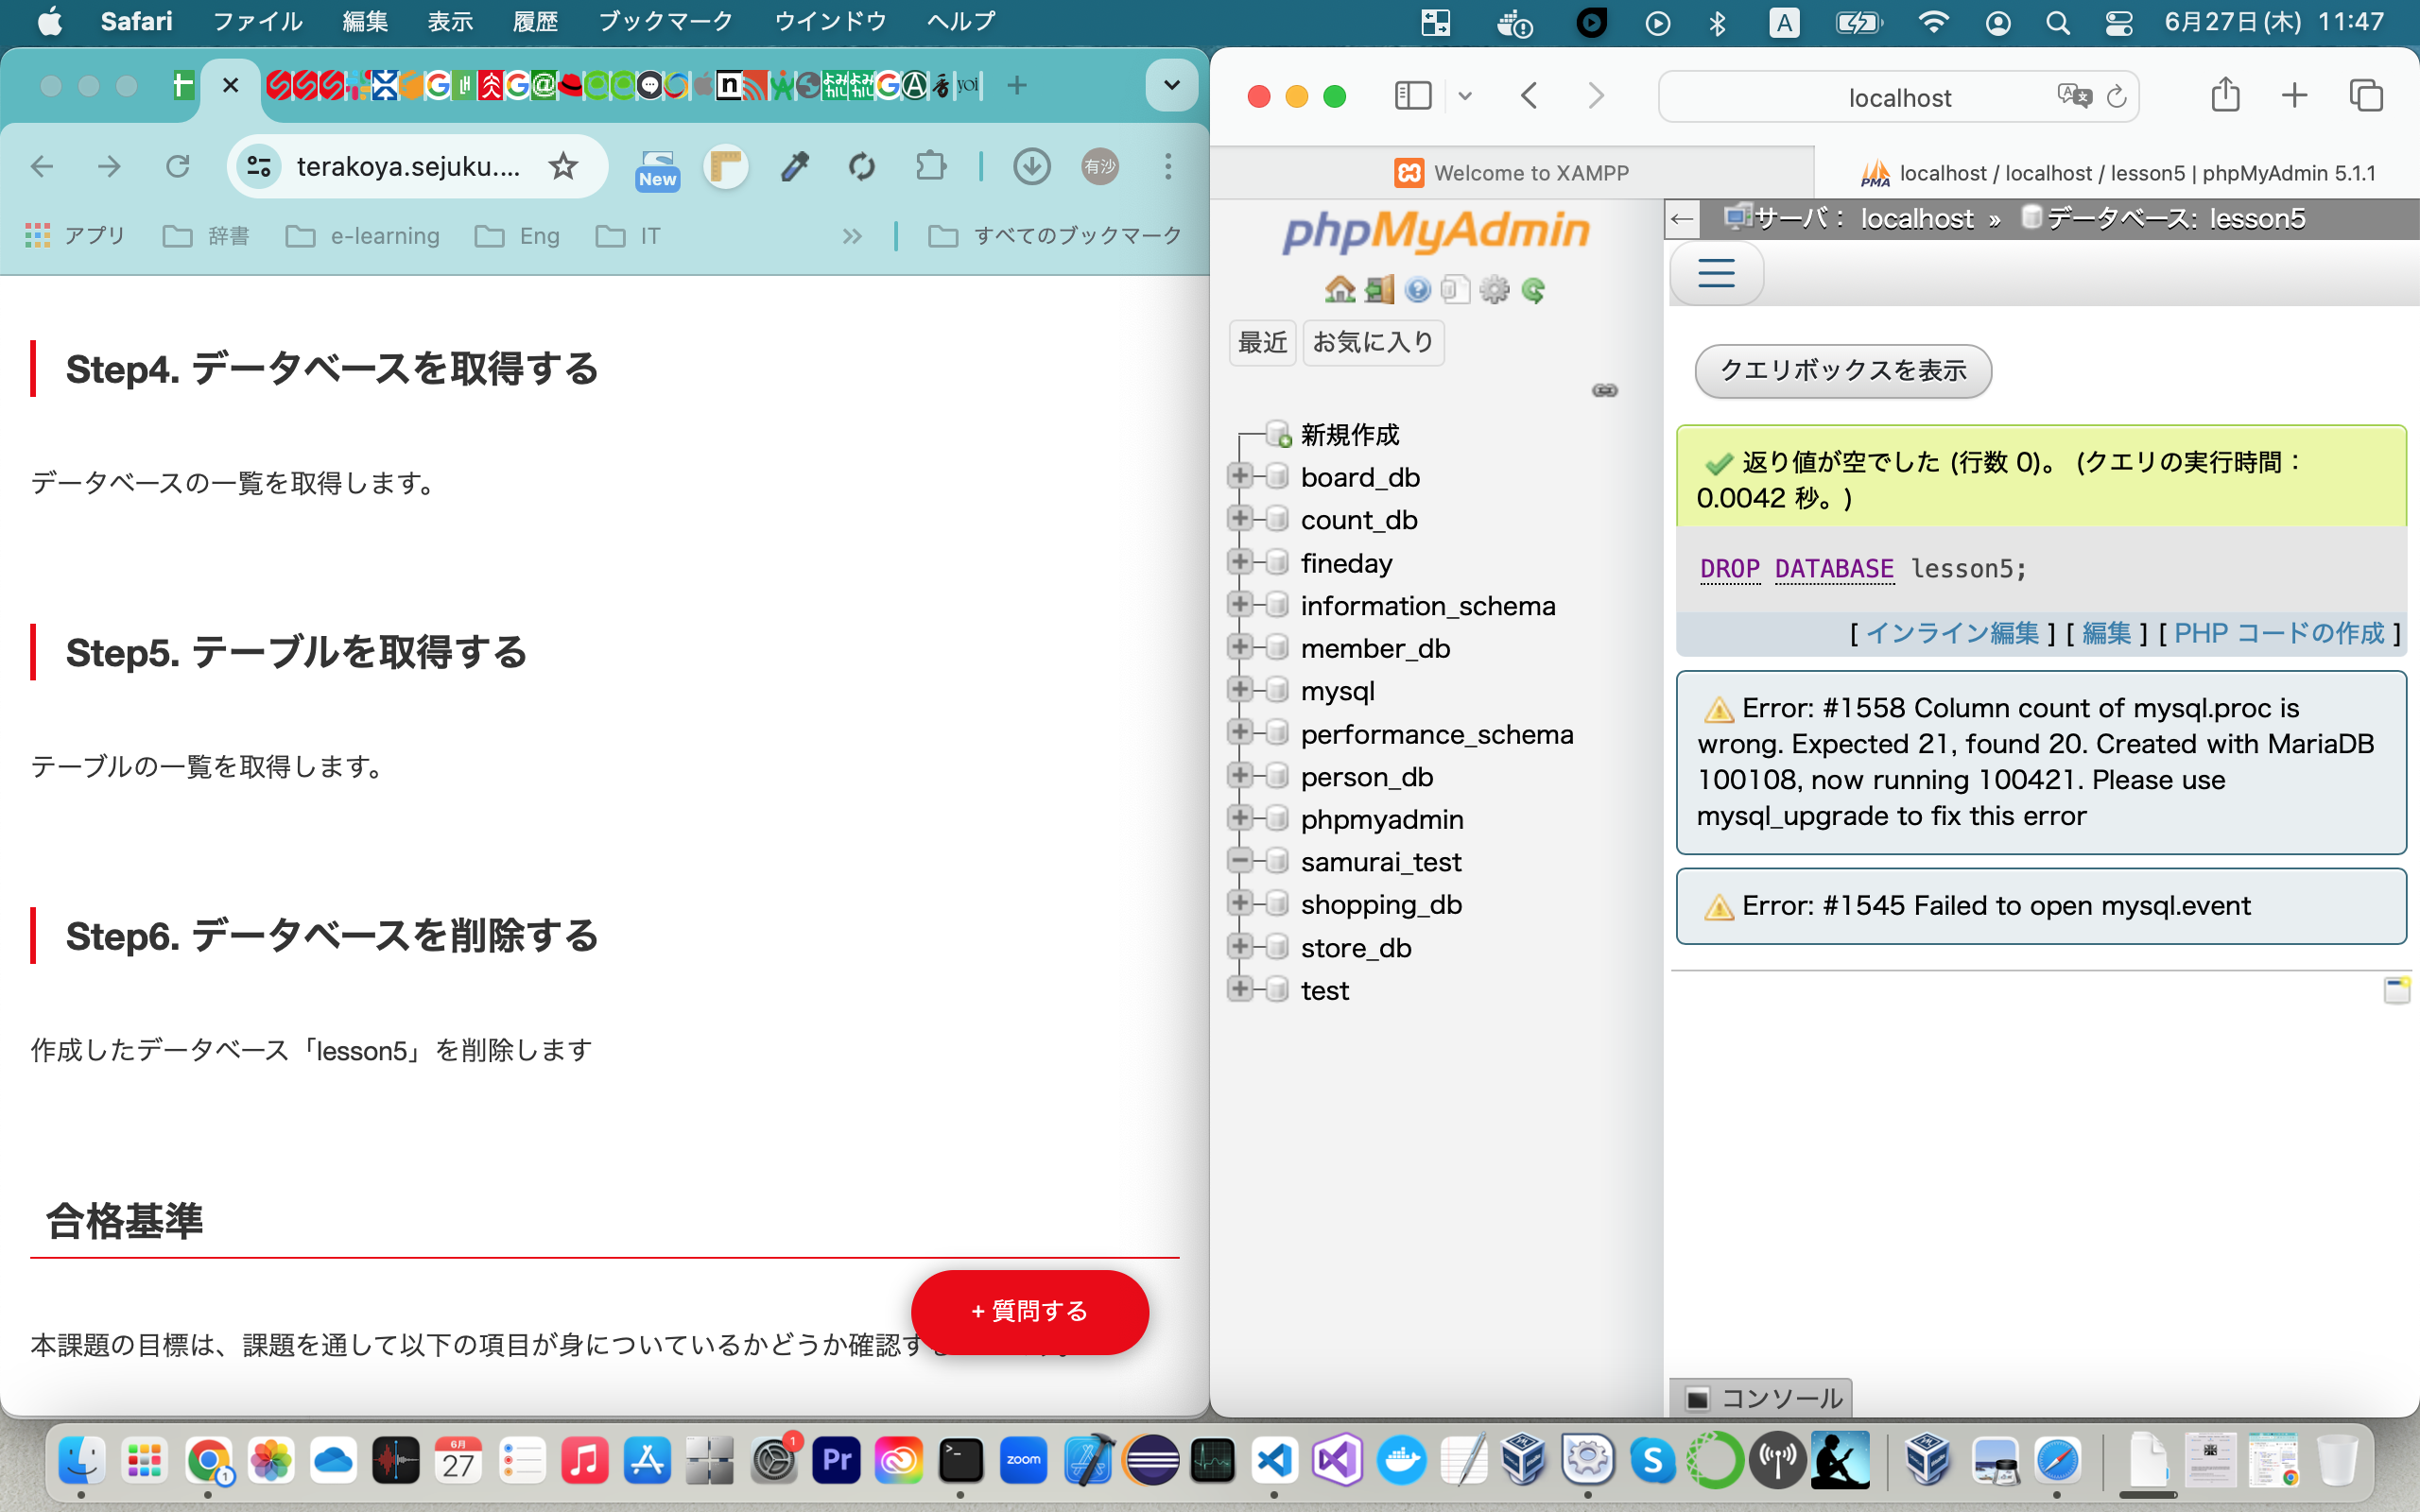 Safari ファイル 編集 表示 履歴 ブックマーク ウインドウ ヘルプ
A 6月27日(木) 11:47
terakoya.sejuku....
New
有沙
アプリ 辞書 e-learning Eng IT » すべてのブックマーク
Step4. データベースを取得する
データベースの一覧を取得します。
Step5. テーブルを取得する
テーブルの一覧を取得します。
Step6. データベースを削除する
作成したデータベース「lesson5」を削除します
合格基準
+ 質問する
本課題の目標は、課題を通して以下の項目が身についているかどうか確認す
localhost
Welcome to XAMPP
PMA localhost / localhost / lesson5 | phpMyAdmin 5.1.1
phpMyAdmin
最近 お気に入り
新規作成
board_db
count_db
fineday
information_schema
member_db
mysql
performance_schema
person_db
phpmyadmin
samurai_test
shopping_db
store_db
test
← サーバ: localhost » データベース: lesson5
クエリボックスを表示
返り値が空でした (行数 0)。 (クエリの実行時間:
0.0042 秒。)
DROP DATABASE lesson5;
[ インライン編集 ] [ 編集 ] [ PHP コードの作成 ]
Error: #1558 Column count of mysql.proc is
wrong. Expected 21, found 20. Created with MariaDB
100108, now running 100421. Please use
mysql_upgrade to fix this error
Error: #1545 Failed to open mysql.event
コンソール
1
6月
27
1
Pr
zoom
S